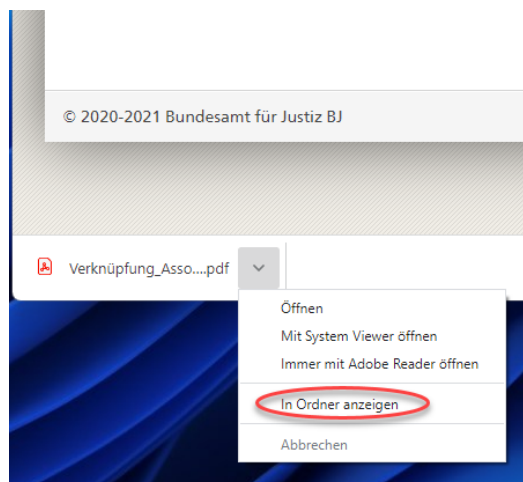 © 2020-2021 Bundesamt für Justiz BJ
Verknüpfung_Asso....pdf
Öffnen
Mit System Viewer öffnen
Immer mit Adobe Reader öffnen
In Ordner anzeigen
Abbrechen